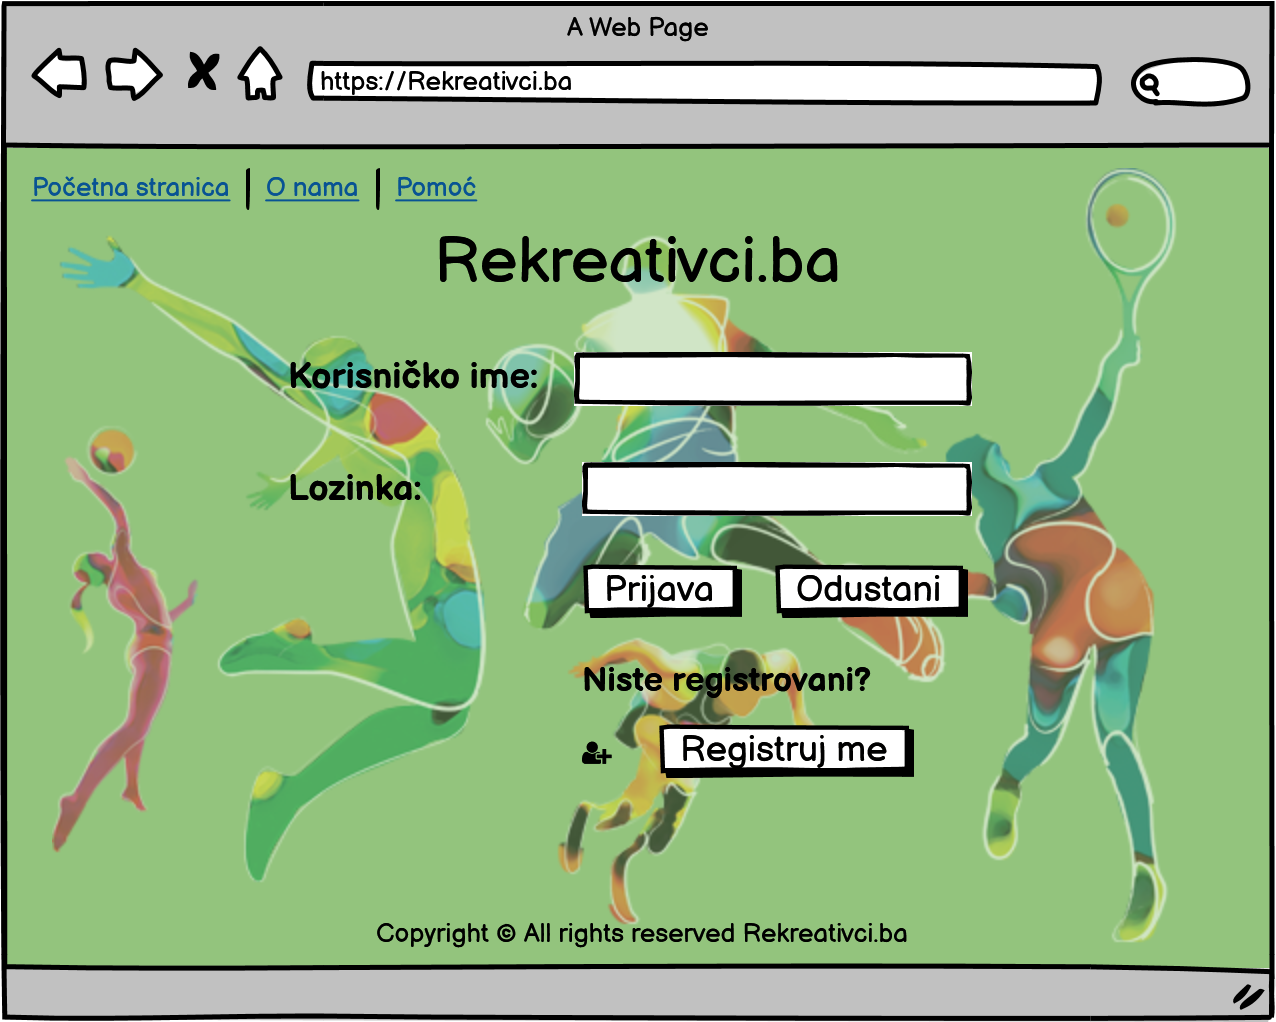 A Web Page
https://Rekreativci.ba
Početna stranica | O nama | Pomoć
Rekreativci.ba
Korisničko ime:
Lozinka:
Prijava Odustani
Niste registrovani?
Registruj me
Copyright © All rights reserved Rekreativci.ba